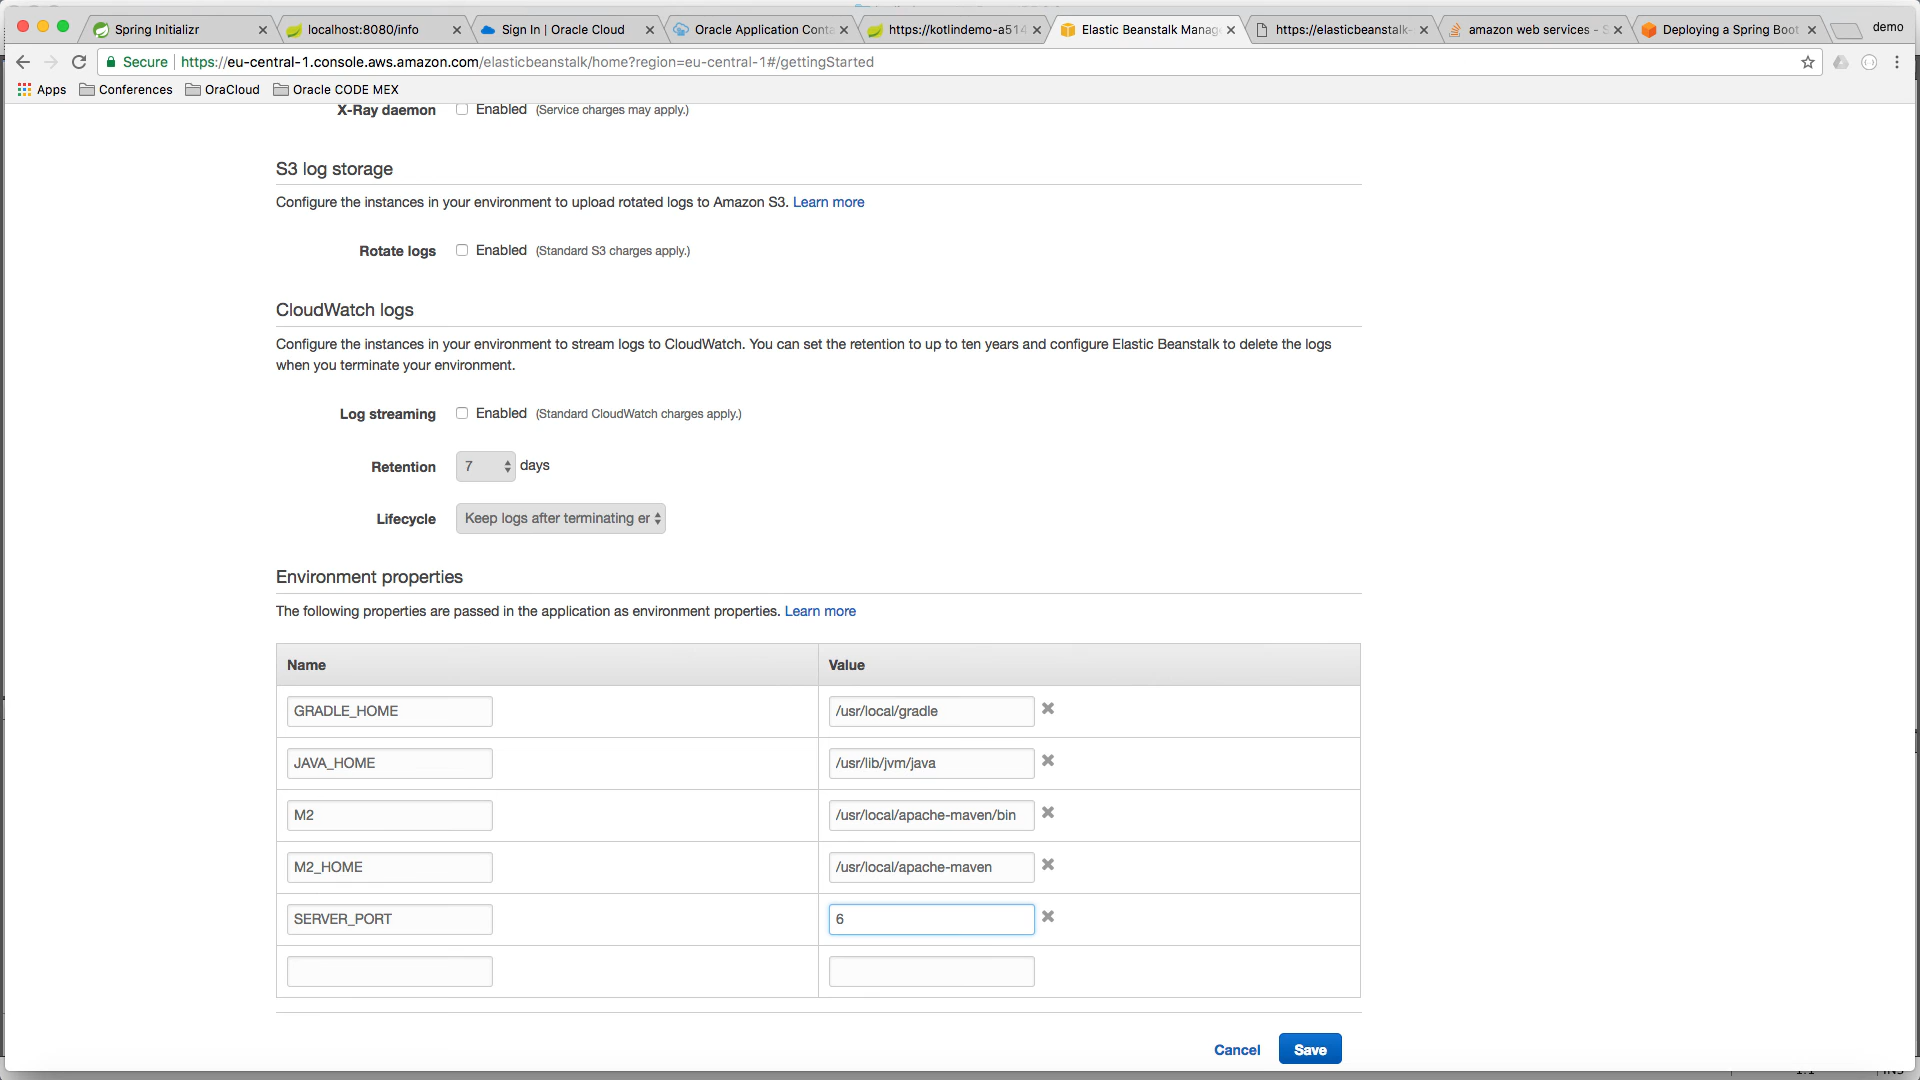 Spring Initializr
localhost:8080/info
Sign In | Oracle Cloud
Oracle Application Conta
https://kotlindemo-a514
Elastic Beanstalk Manag
https://elasticbeanstalk-
amazon web services - S
Deploying a Spring Boot
demo
Secure
https://eu-central-1.console.aws.amazon.com/elasticbeanstalk/home?region=eu-central-1#/gettingStarted
Apps
Conferences
OraCloud
Oracle CODE MEX
X-Ray daemon Enabled (Service charges may apply.)
S3 log storage
Configure the instances in your environment to upload rotated logs to Amazon S3. Learn more
Rotate logs Enabled (Standard S3 charges apply.)
CloudWatch logs
Configure the instances in your environment to stream logs to CloudWatch. You can set the retention to up to ten years and configure Elastic Beanstalk to delete the logs
when you terminate your environment.
Log streaming Enabled (Standard CloudWatch charges apply.)
Retention 7 days
Lifecycle Keep logs after terminating er
Environment properties
The following properties are passed in the application as environment properties. Learn more
Name Value
GRADLE_HOME /usr/local/gradle
JAVA_HOME /usr/lib/jvm/java
M2 /usr/local/apache-maven/bin
M2_HOME /usr/local/apache-maven
SERVER_PORT 6
Cancel Save